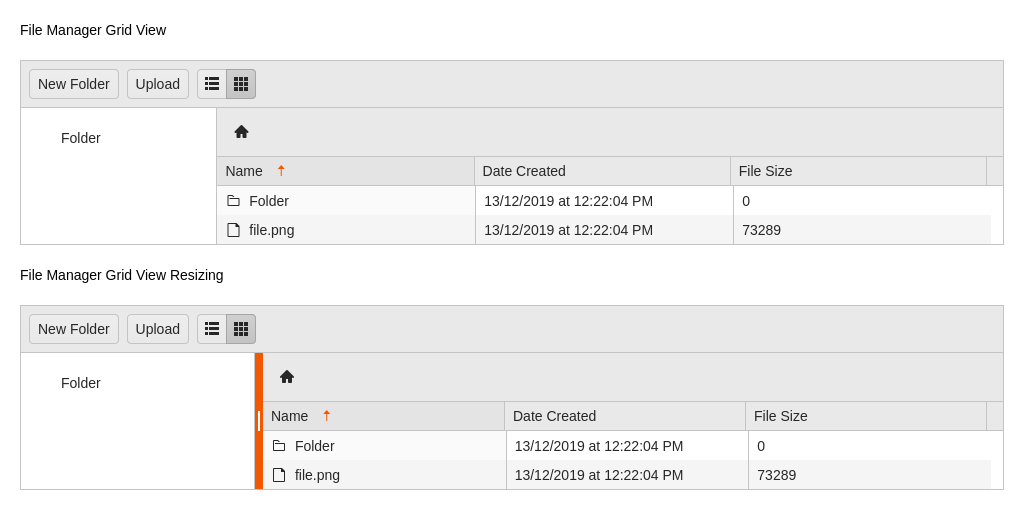 File Manager Grid View
New Folder Upload
Folder
Name Date Created File Size
Folder 13/12/2019 at 12:22:04 PM 0
file.png 13/12/2019 at 12:22:04 PM 73289
File Manager Grid View Resizing
New Folder Upload
Folder
Name Date Created File Size
Folder 13/12/2019 at 12:22:04 PM 0
file.png 13/12/2019 at 12:22:04 PM 73289